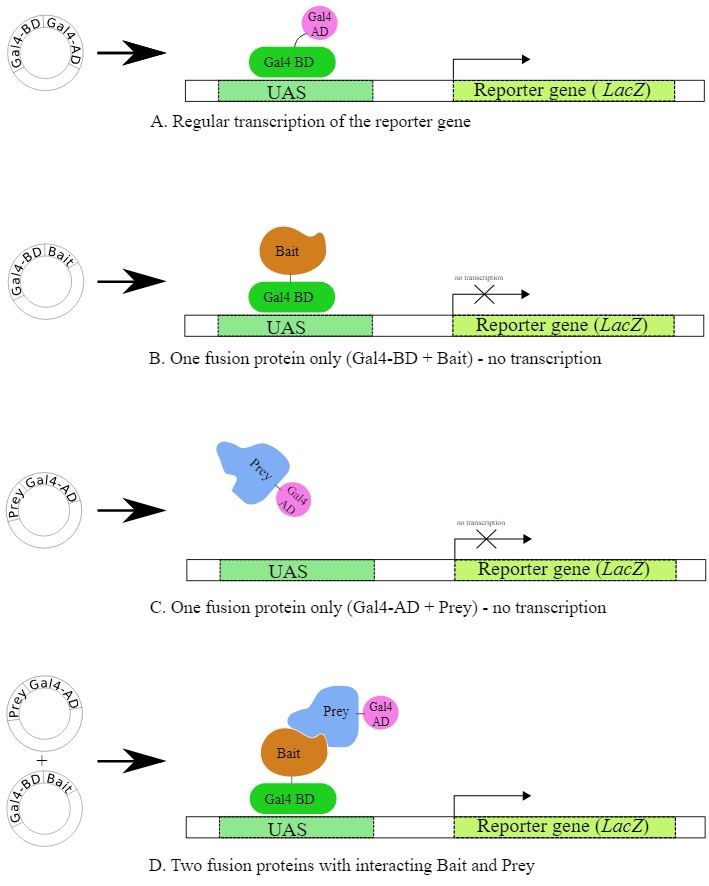 Gal4-BD Gal4-AD
Gal4
AD
Gal4 BD
UAS
Reporter gene ( LacZ)
A. Regular transcription of the reporter gene
Gal4-BD Bait
Bait
no transcription
Gal4 BD
UAS
Reporter gene (LacZ)
B. One fusion protein only (Gal4-BD + Bait) - no transcription
Prey Gal4-AD
Prey
Gal4
AD
no transcription
UAS
Reporter gene (LacZ)
C. One fusion protein only (Gal4-AD + Prey) - no transcription
Prey Gal4-AD
+
Gal4-BD Bait
Prey
Gal4
AD
Bait
Gal4 BD
UAS
Reporter gene (LacZ)
D. Two fusion proteins with interacting Bait and Prey